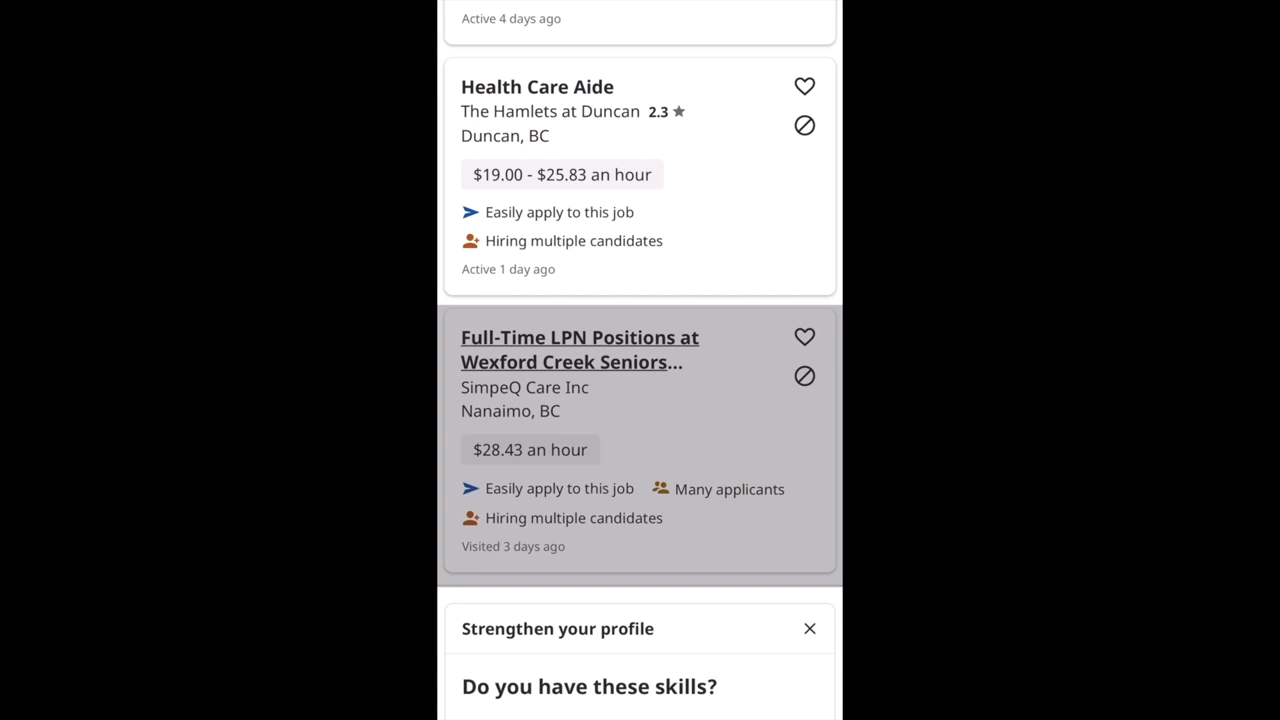 Active 4 days ago
Health Care Aide
The Hamlets at Duncan 2.3
Duncan, BC
$19.00 - $25.83 an hour
Easily apply to this job
Hiring multiple candidates
Active 1 day ago
Full-Time LPN Positions at
Wexford Creek Seniors...
SimpeQ Care Inc
Nanaimo, BC
$28.43 an hour
Easily apply to this job Many applicants
Hiring multiple candidates
Visited 3 days ago
Strengthen your profile
Do you have these skills?